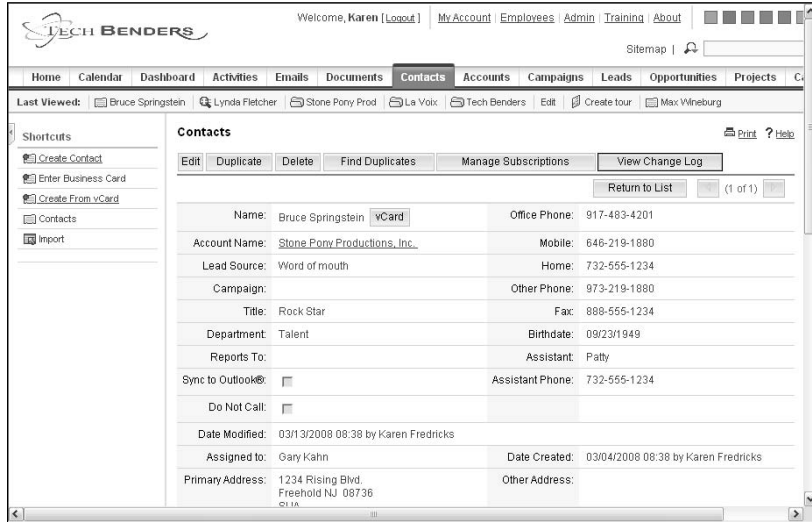 TECH BENDERS
Welcome, Karen [ Logout ] My Account Employees Admin Training About
Sitemap
Home Calendar Dashboard Activities Emails Documents Contacts Accounts Campaigns Leads Opportunities Projects
Last Viewed: Bruce Springstein Lynda Fletcher Stone Pony Prod La Voix Tech Benders Edit Create tour Max Wineburg
Shortcuts
Create Contact
Enter Business Card
Create From vCard
Contacts
Import
Contacts
Print ? Help
Edit Duplicate Delete Find Duplicates Manage Subscriptions View Change Log
Return to List (1 of 1)
Name: Bruce Springstein vCard Office Phone: 917-483-4201
Account Name: Stone Pony Productions, Inc. Mobile: 646-219-1880
Lead Source: Word of mouth Home: 732-555-1234
Campaign: Other Phone: 973-219-1880
Title: Rock Star Fax: 888-555-1234
Department: Talent Birthdate: 09/23/1949
Reports To: Assistant: Patty
Sync to Outlook®: Assistant Phone: 732-555-1234
Do Not Call:
Date Modified: 03/13/2008 08:38 by Karen Fredricks
Assigned to: Gary Kahn Date Created: 03/04/2008 08:38 by Karen Fredricks
Primary Address: 1234 Rising Blvd. Other Address:
Freehold NJ 08736